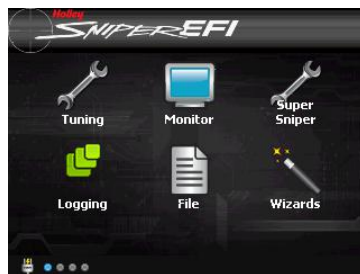 Holley
SNIPER EFI
Tuning
Monitor
Super
Sniper
Logging
File
Wizards